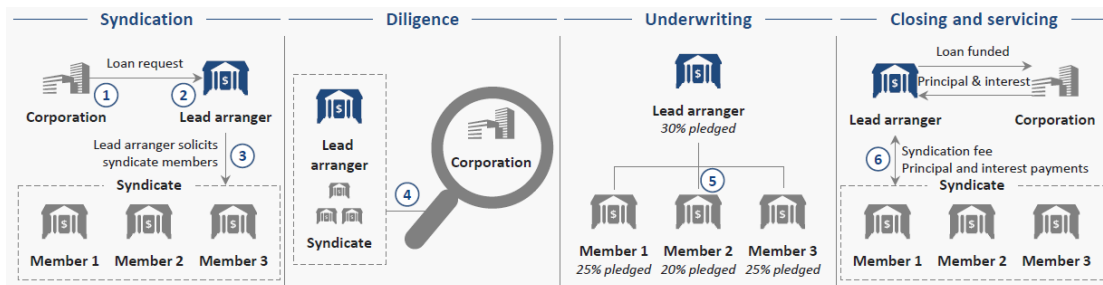 Syndication
Loan request
1
2
Corporation
Lead arranger
Lead arranger solicits
syndicate members
3
Syndicate
$
$
$
$
Member 1
Member 2
Member 3
Diligence
$
Lead
arranger
Syndicate
4
Corporation
Underwriting
$
Lead arranger
30% pledged
5
$
$
$
Member 1
Member 2
Member 3
25% pledged
20% pledged
25% pledged
Closing and servicing
Loan funded
$
Principal & interest
Lead arranger
Corporation
6
Syndication fee
Principal and interest payments
Syndicate
$
$
$
Member 1
Member 2
Member 3